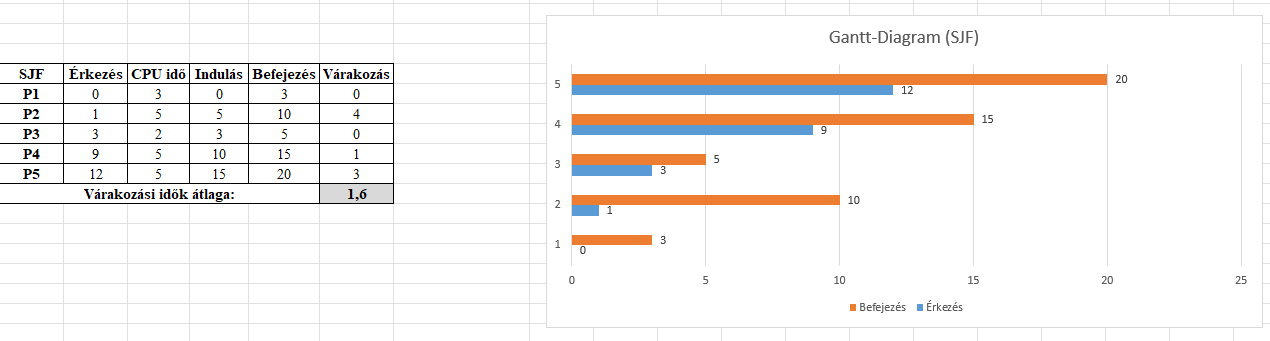 SJF Érkezés CPU idő Indulás Befejezés Várakozás
P1 0 3 0 3 0
P2 1 5 5 10 4
P3 3 2 3 5 0
P4 9 5 10 15 1
P5 12 5 15 20 3
Várakozási idők átlaga: 1,6
Gantt-Diagram (SJF)
5 20
12
4 15
9
3 5
3
2 10
1
1 3
0
0 5 10 15 20 25
Befejezés Érkezés